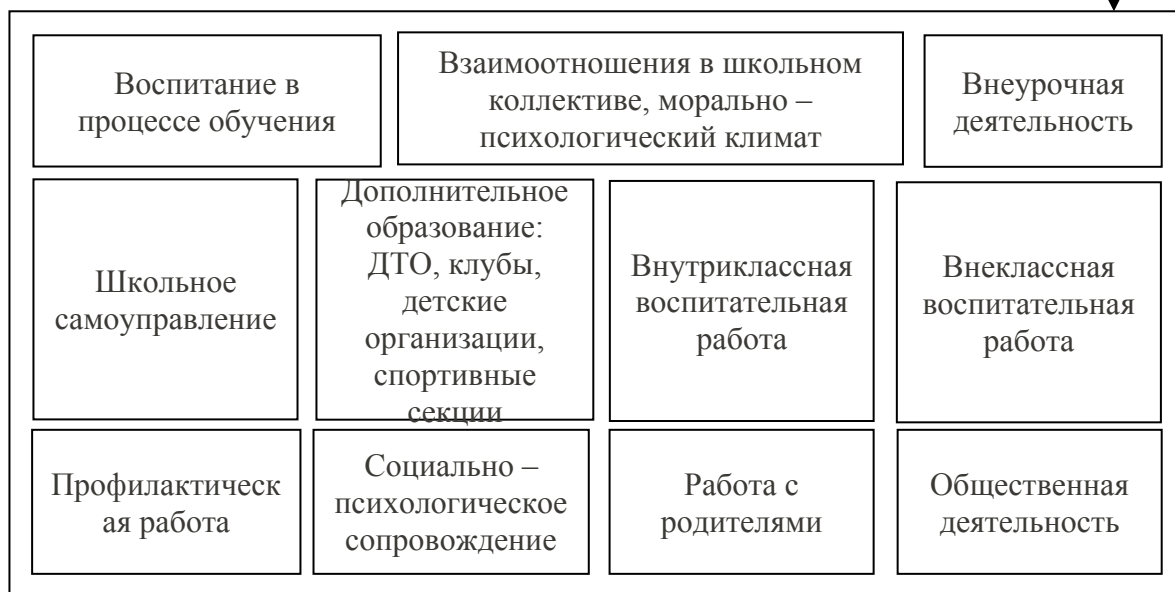 Воспитание в
процессе обучения
Взаимоотношения в школьном
коллективе, морально –
психологический климат
Внеурочная
деятельность
Школьное
самоуправление
Дополнительное
образование:
ДТО, клубы,
детские
организации,
спортивные
секции
Внутриклассная
воспитательная
работа
Внеклассная
воспитательная
работа
Профилактическ
ая работа
Социально –
психологическое
сопровождение
Работа с
родителями
Общественная
деятельность